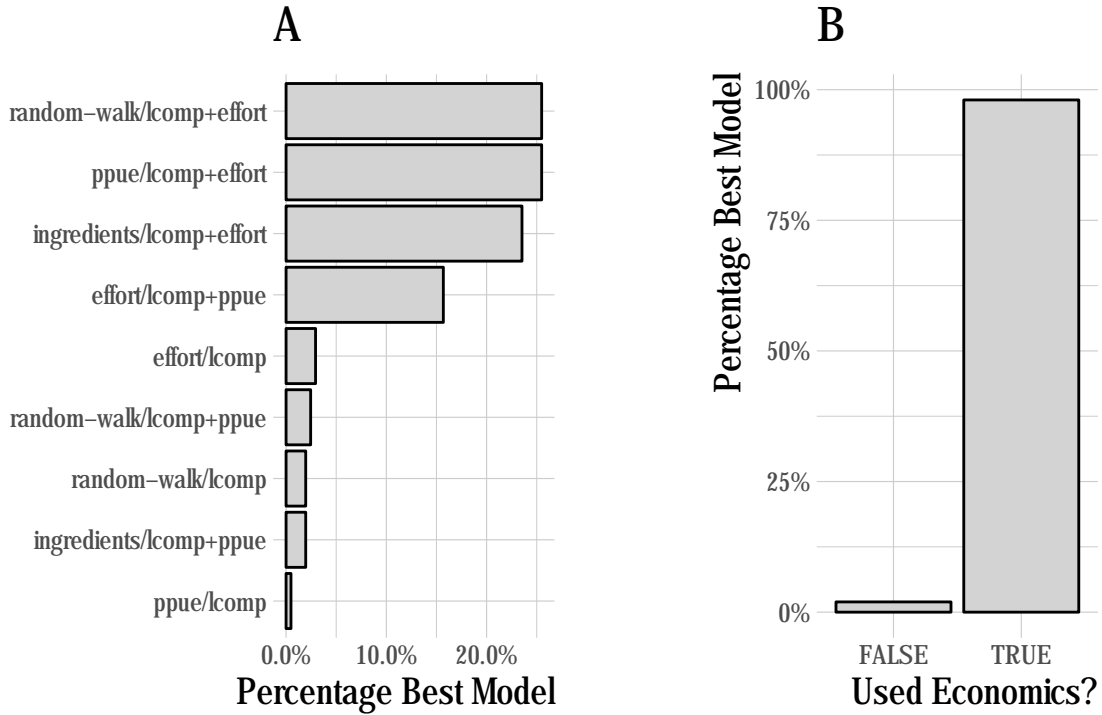 A
random−walk/lcomp+effort
ppue/lcomp+effort
ingredients/lcomp+effort
effort/lcomp+ppue
effort/lcomp
random−walk/lcomp+ppue
random−walk/lcomp
ingredients/lcomp+ppue
ppue/lcomp
0.0% 10.0% 20.0%
Percentage Best Model
B
Percentage Best Model
100%
75%
50%
25%
0%
FALSE TRUE
Used Economics?